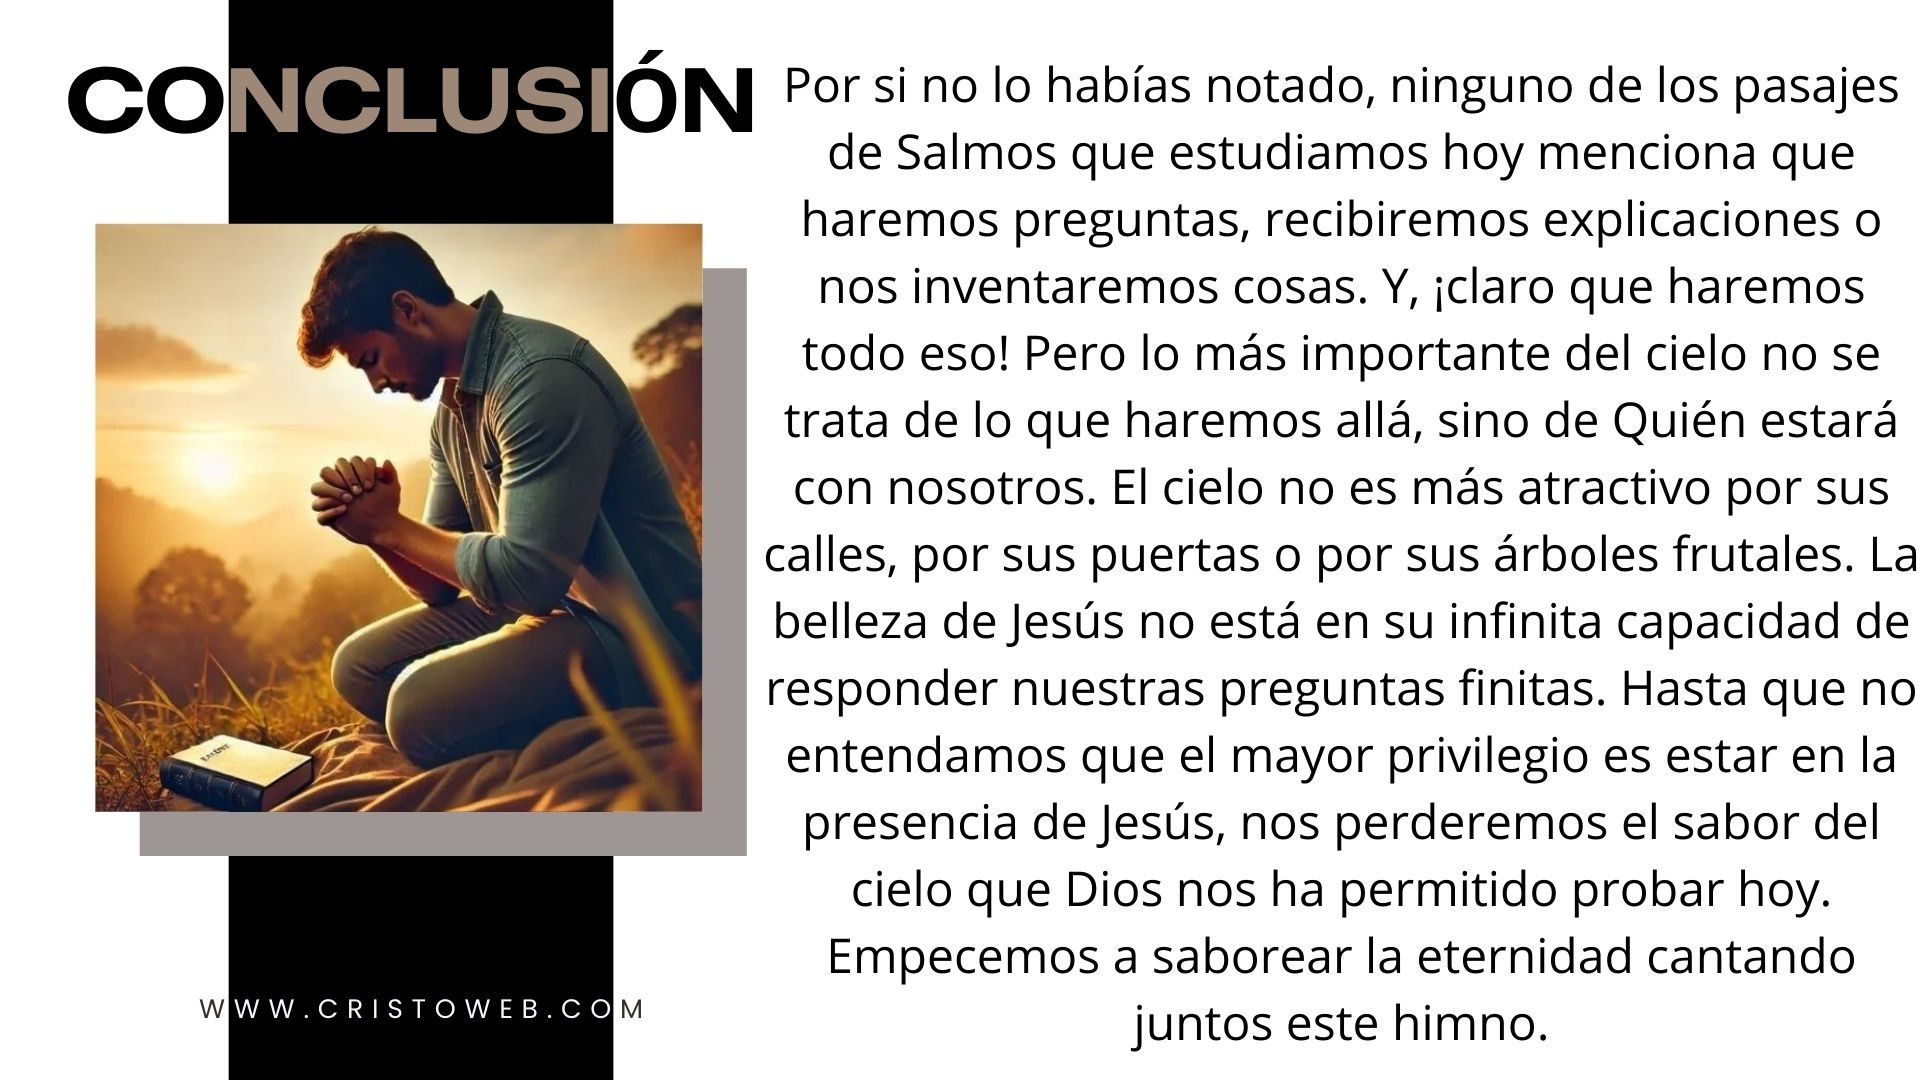 CONCLUSIÓN
Por si no lo habías notado, ninguno de los pasajes
de Salmos que estudiamos hoy menciona que
haremos preguntas, recibiremos explicaciones o
nos inventaremos cosas. Y, ¡claro que haremos
todo eso! Pero lo más importante del cielo no se
trata de lo que haremos allá, sino de Quién estará
con nosotros. El cielo no es más atractivo por sus
calles, por sus puertas o por sus árboles frutales. La
belleza de Jesús no está en su infinita capacidad de
responder nuestras preguntas finitas. Hasta que no
entendamos que el mayor privilegio es estar en la
presencia de Jesús, nos perderemos el sabor del
cielo que Dios nos ha permitido probar hoy.
Empecemos a saborear la eternidad cantando
juntos este himno.
WWW.CRISTOWEB.COM